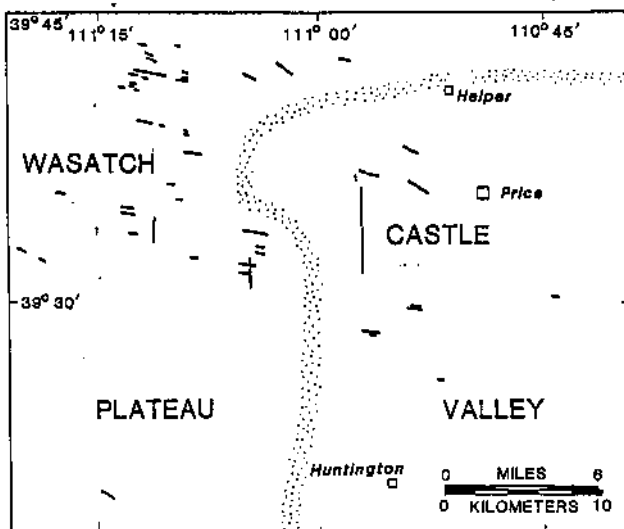 39° 45'
111° 15'
111° 00'
110° 45'
Helper
WASATCH
Price
CASTLE
39° 30'
PLATEAU
VALLEY
Huntington
0 MILES 6
0 KILOMETERS 10